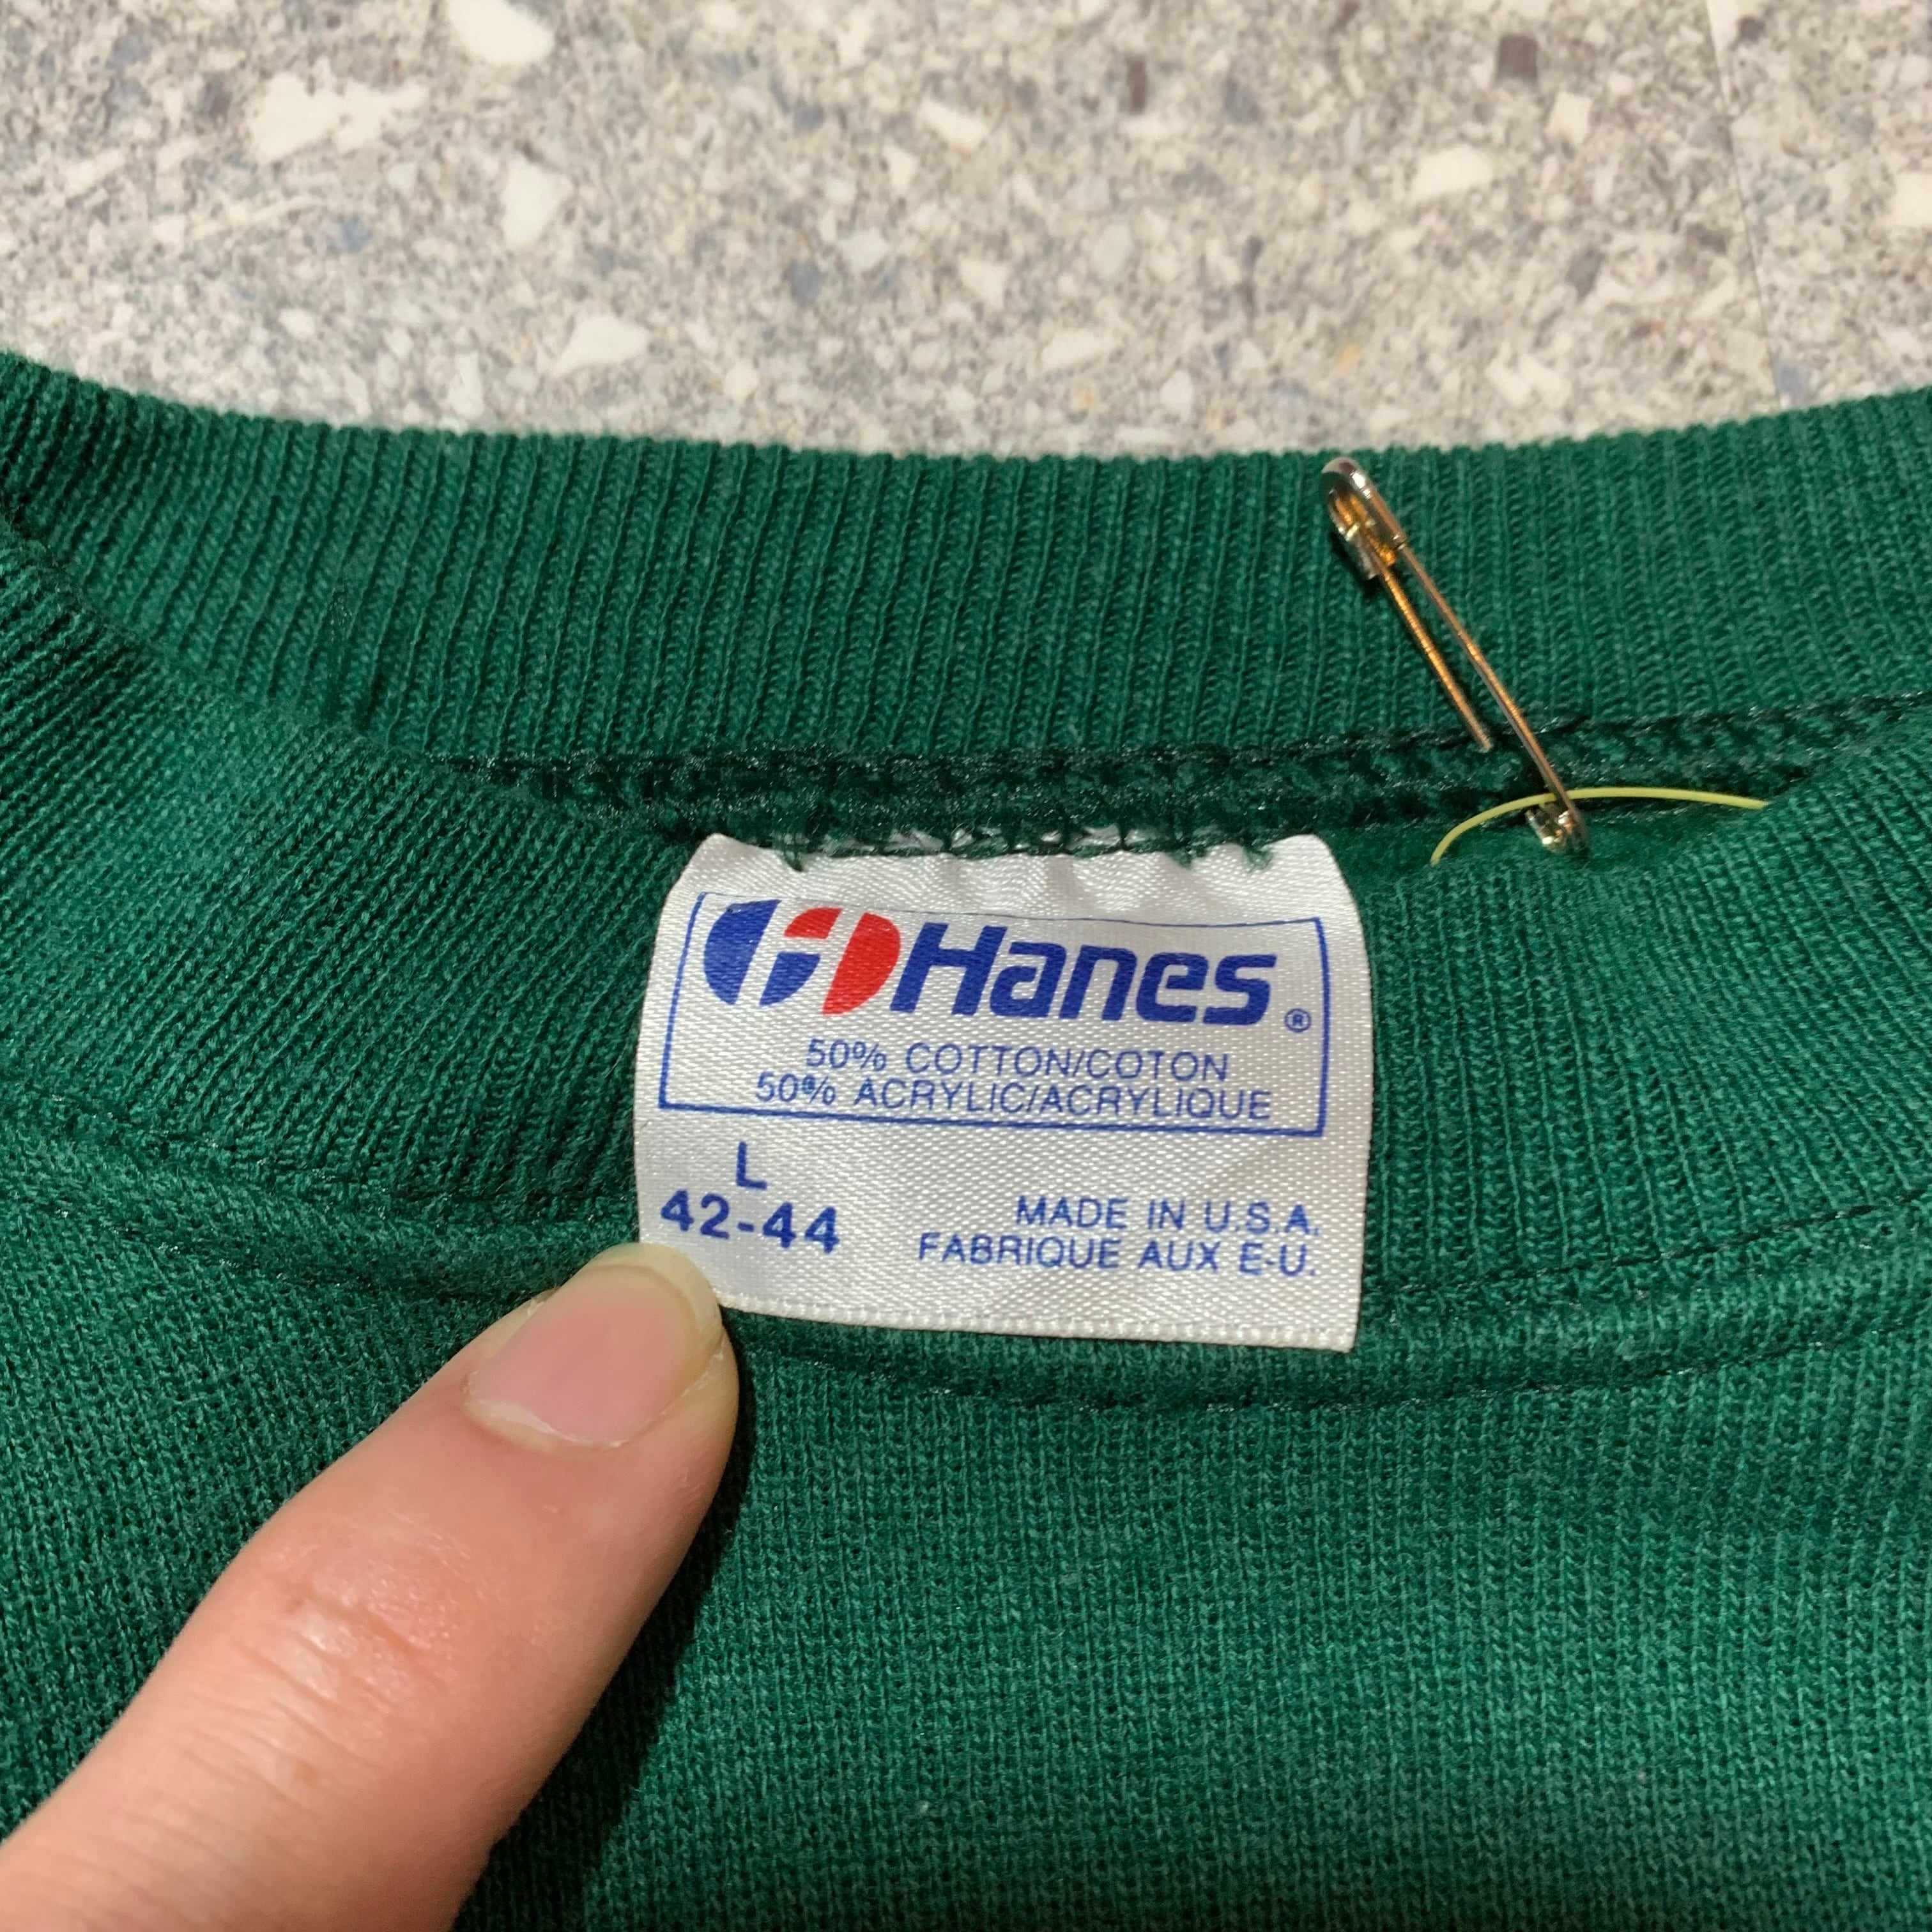 Hanes®
50% COTTON/COTON
50% ACRYLIC/ACRYLIQUE
L
42-44
MADE IN U.S.A.
FABRIQUE AUX E-U.